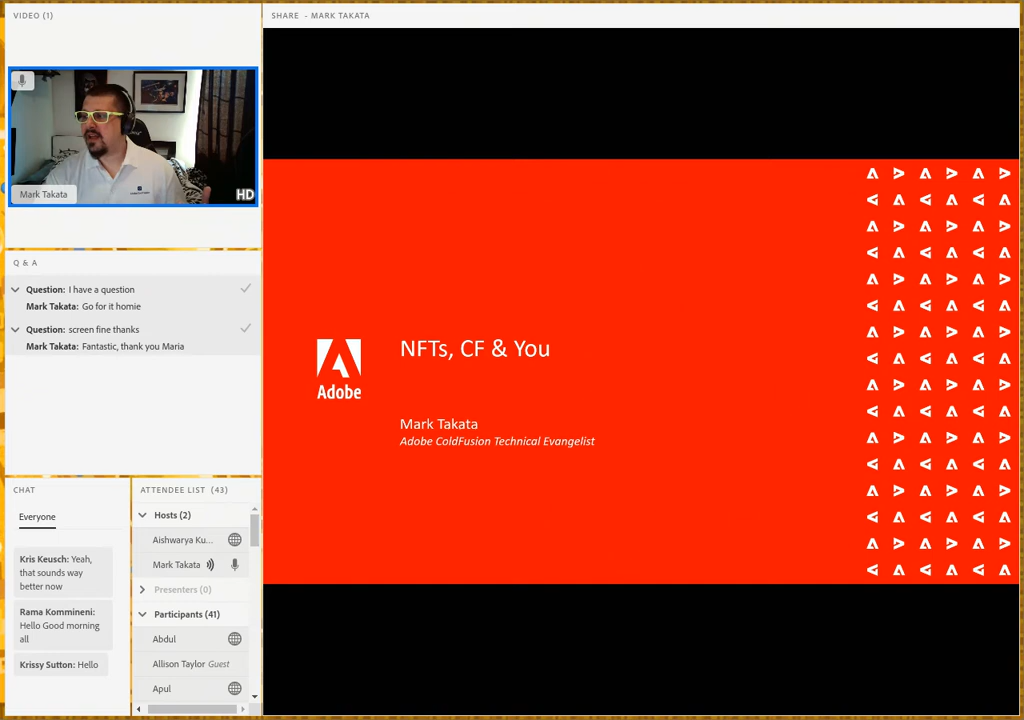 VIDEO (1)
Mark Takata
HD
Q & A
Question: I have a question
Mark Takata: Go for it homie
Question: screen fine thanks
Mark Takata: Fantastic, thank you Maria
CHAT
Everyone
Kris Keusch: Yeah,
that sounds way
better now
Rama Kommineni:
Hello Good morning
all
Krissy Sutton: Hello
ATTENDEE LIST (43)
Hosts (2)
Aishwarya Ku...
Mark Takata
Presenters (0)
Participants (41)
Abdul
Allison Taylor Guest
Apul
SHARE - MARK TAKATA
Adobe
NFTs, CF & You
Mark Takata
Adobe ColdFusion Technical Evangelist